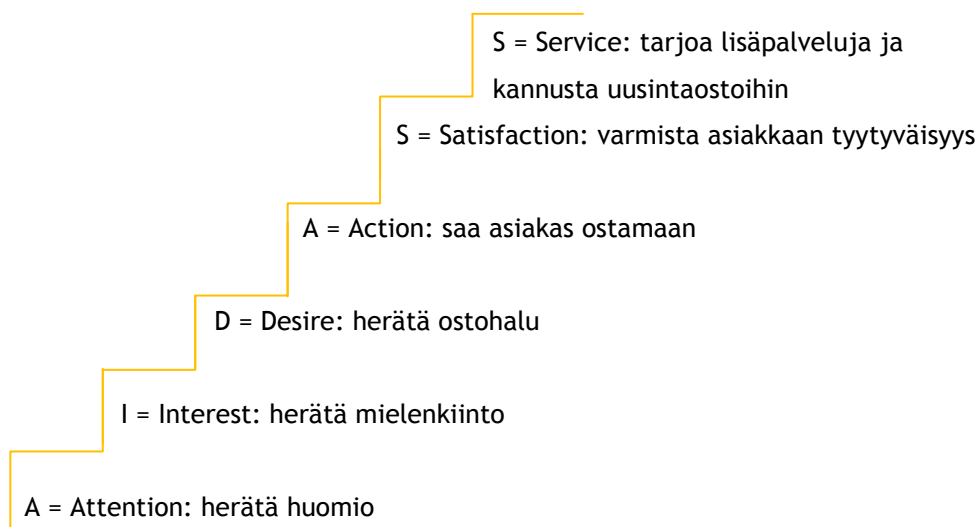 S = Service: tarjoa lisäpalveluja ja
kannusta uusintaostoihin
S = Satisfaction: varmista asiakkaan tyytyväisyys
A = Action: saa asiakas ostamaan
D = Desire: herätä ostohalu
I = Interest: herätä mielenkiinto
A = Attention: herätä huomio